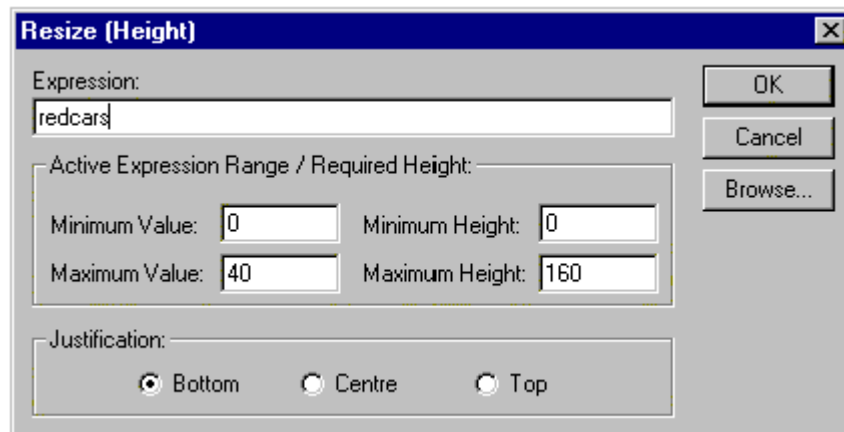 Resize (Height)
Expression:
OK
redcars
Cancel
Active Expression Range / Required Height:
Browse...
Minimum Value: 0 Minimum Height: 0
Maximum Value: 40 Maximum Height: 160
Justification:
Bottom Centre Top